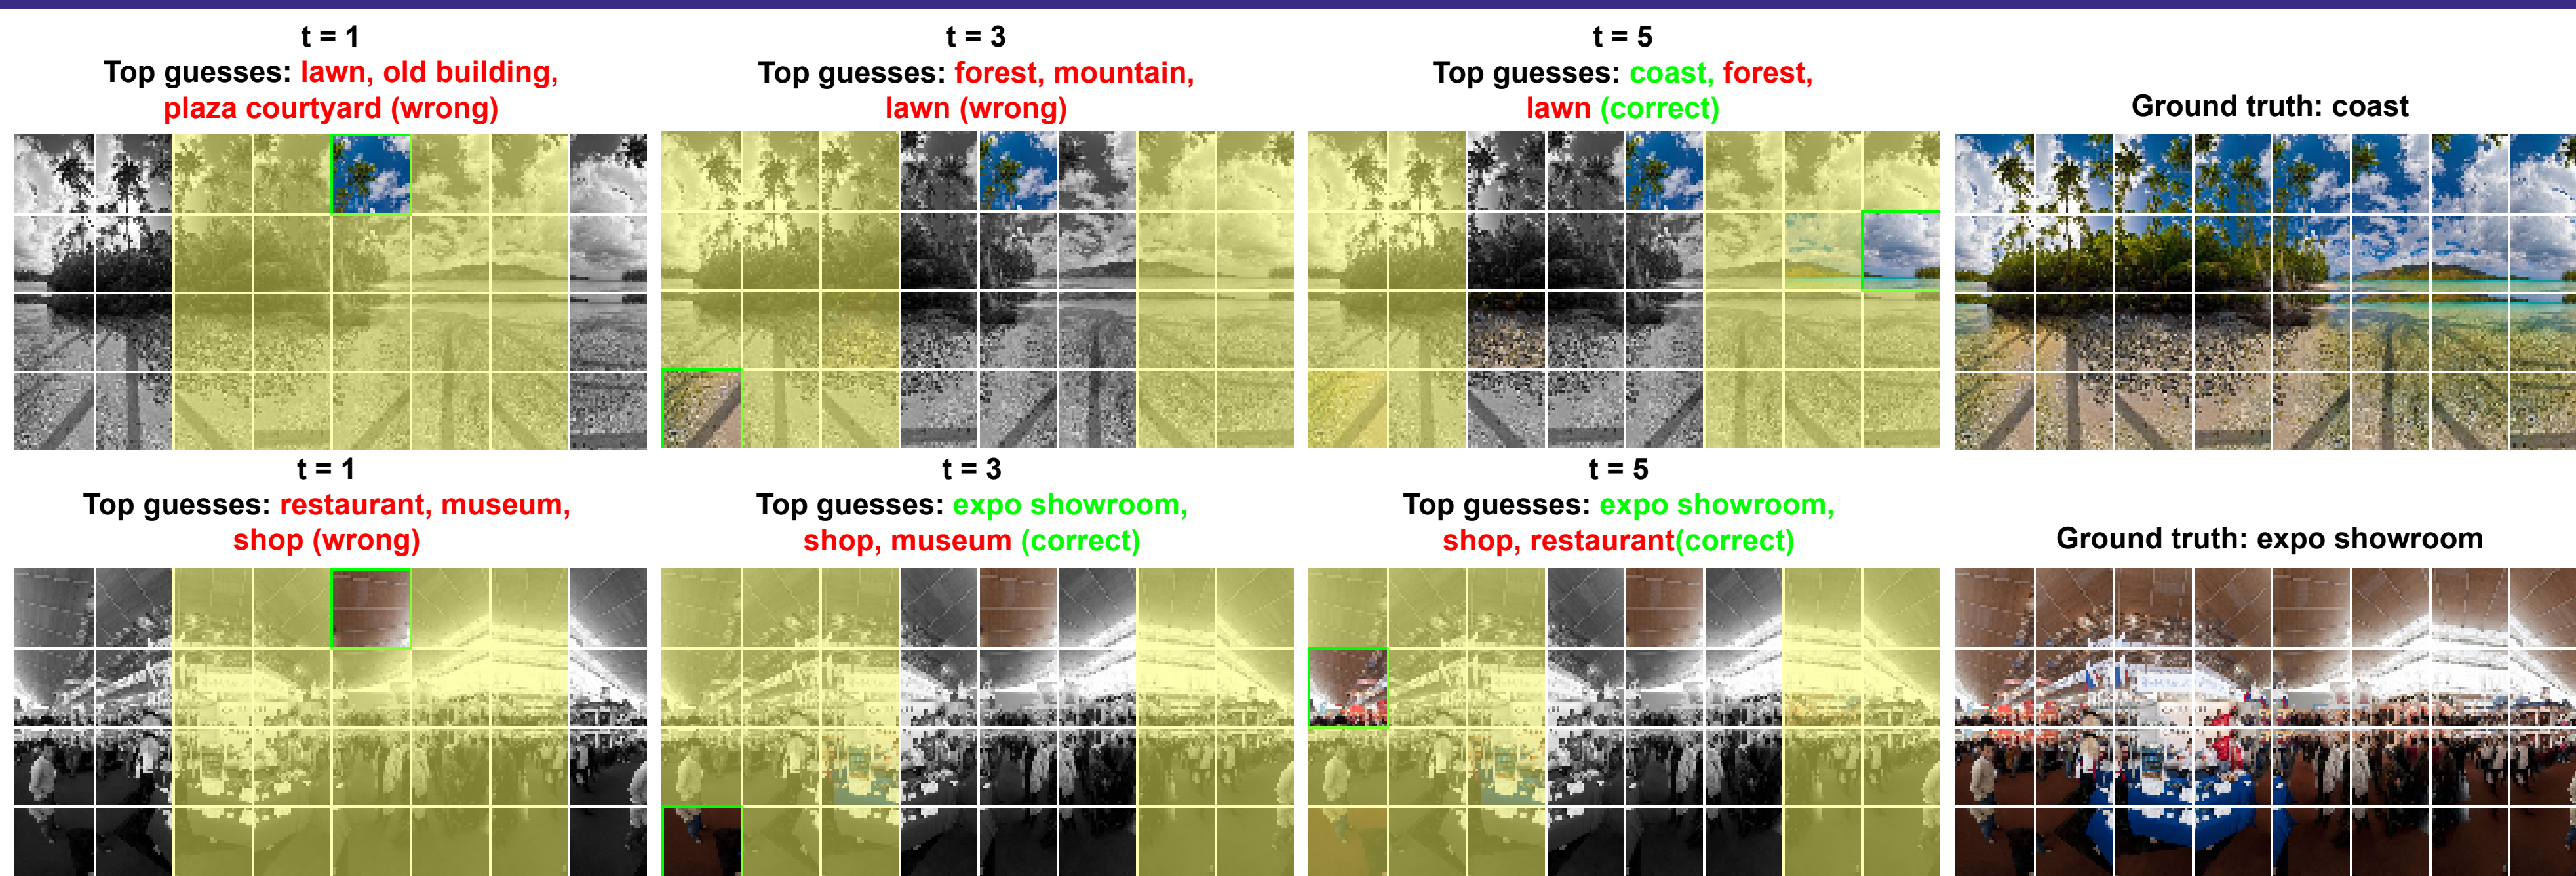 t = 1
Top guesses: lawn, old building,
plaza courtyard (wrong)
t = 3
Top guesses: forest, mountain,
lawn (wrong)
t = 5
Top guesses: coast, forest,
lawn (correct)
Ground truth: coast
t = 1
Top guesses: restaurant, museum,
shop (wrong)
t = 3
Top guesses: expo showroom,
shop, museum (correct)
t = 5
Top guesses: expo showroom,
shop, restaurant(correct)
Ground truth: expo showroom